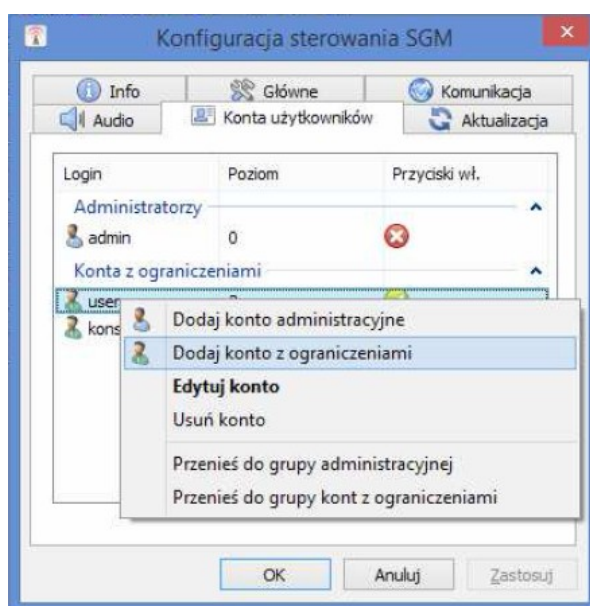 Konfiguracja sterowania SGM
Info Główne Komunikacja
Audio Konta użytkowników Aktualizacja
Login Poziom Przyciski wł.
Administratorzy
admin 0
Konta z ograniczeniami
user
kons
Dodaj konto administracyjne
Dodaj konto z ograniczeniami
Edytuj konto
Usuń konto
Przenieś do grupy administracyjnej
Przenieś do grupy kont z ograniczeniami
OK Anuluj Zastosuj